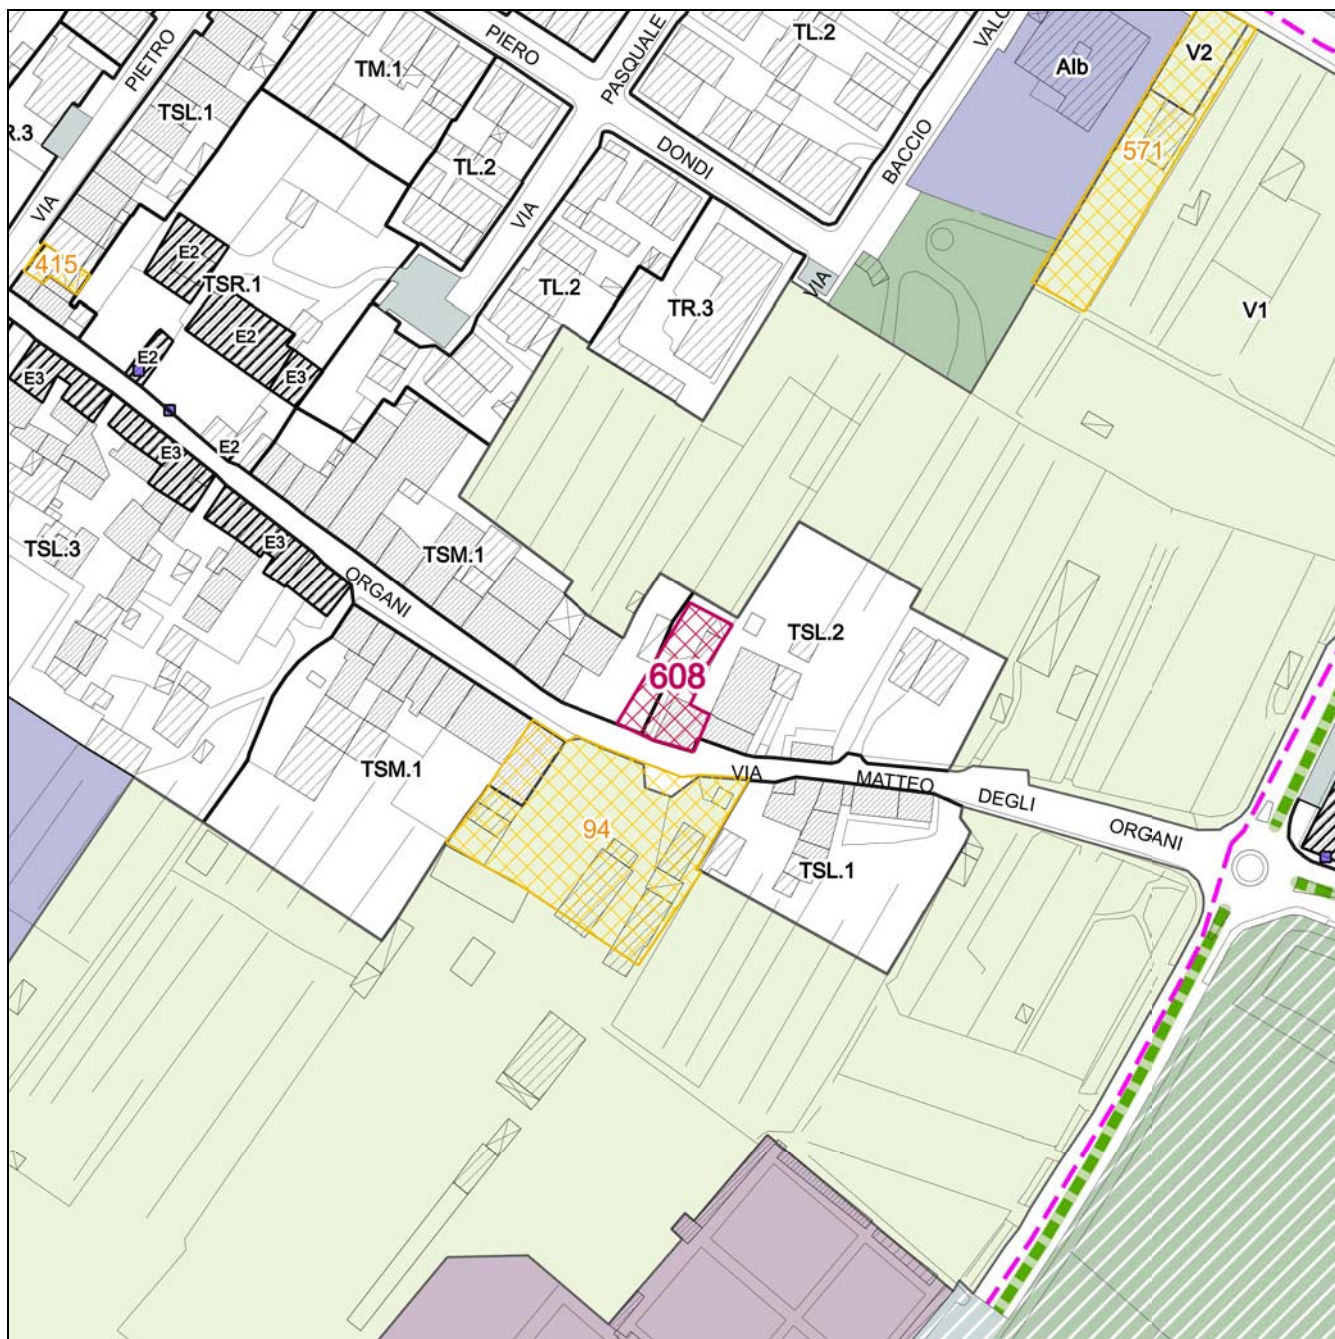 PIETRO
TSL.1
TM.1
PIERO
PASQUALE
TL.2
VALO
Alb
V2
R.3
TL.2
DONDI
BACCIO
571
VIA
VIA
E2
415
TSR.1
TL.2
TR.3
VIA
V1
E2
E2
E3
E3
E3
E2
TSL.3
E3
ORGANI
TSM.1
TSL.2
608
TSM.1
VIA
MATTEO
DEGLI
ORGANI
94
TSL.1